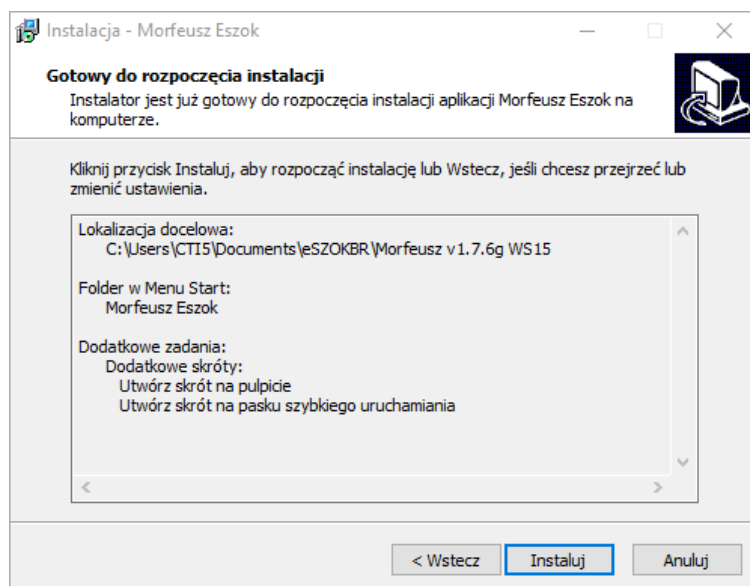 Instalacja - Morfeusz Eszok
Gotowy do rozpoczęcia instalacji
Instalator jest już gotowy do rozpoczęcia instalacji aplikacji Morfeusz Eszok na
komputerze.
Kliknij przycisk Instaluj, aby rozpocząć instalację lub Wstecz, jeśli chcesz przejrzeć lub
zmienić ustawienia.
Lokalizacja docelowa:
C:\Users\CTI5\Documents\eSZOKBR\Morfeusz v1.7.6g WS15
Folder w Menu Start:
Morfeusz Eszok
Dodatkowe zadania:
Dodatkowe skróty:
Utwórz skrót na pulpicie
Utwórz skrót na pasku szybkiego uruchamiania
< Wstecz Instaluj Anuluj